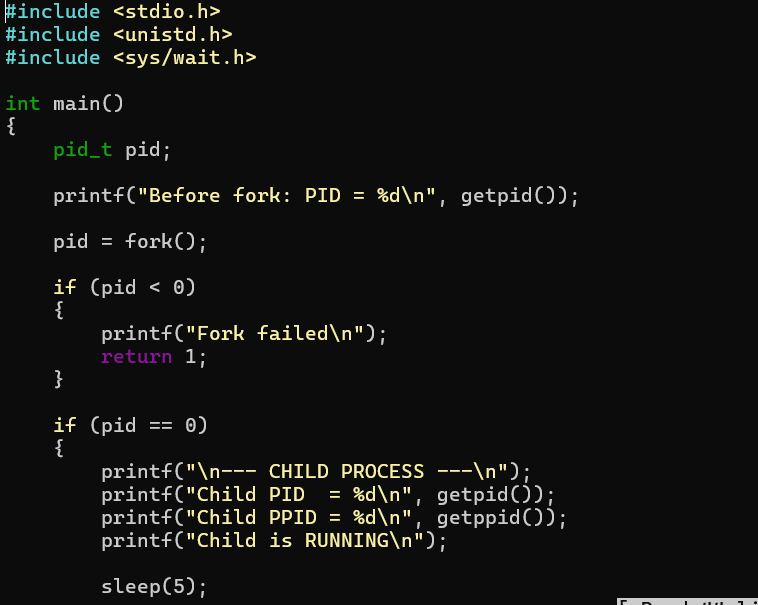 #include <stdio.h>
#include <unistd.h>
#include <sys/wait.h>

int main()
{
    pid_t pid;

    printf("Before fork: PID = %d\n", getpid());

    pid = fork();

    if (pid < 0)
    {
        printf("Fork failed\n");
        return 1;
    }

    if (pid == 0)
    {
        printf("\n--- CHILD PROCESS ---\n");
        printf("Child PID  = %d\n", getpid());
        printf("Child PPID = %d\n", getppid());
        printf("Child is RUNNING\n");

        sleep(5);